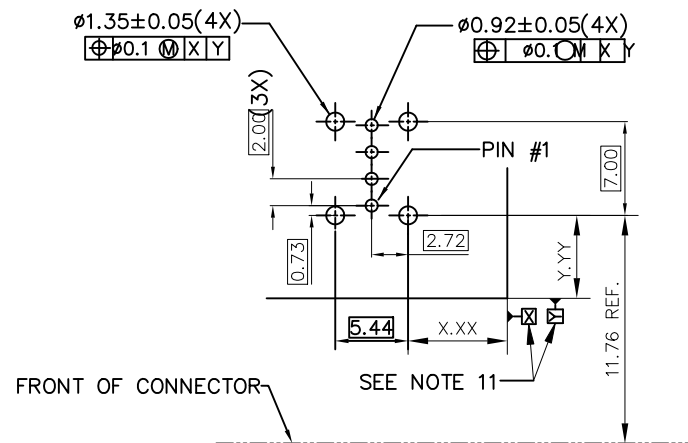 ø1.35±0.05(4X)
⌖ ø0.1 Ⓜ X Y
ø0.92±0.05(4X)
⌖ ø0.1 Ⓜ X Y
2.00 (3X)
PIN #1
7.00
0.73
2.72
Y.YY
5.44
X.XX
X
Y
11.76 REF.
SEE NOTE 11
FRONT OF CONNECTOR